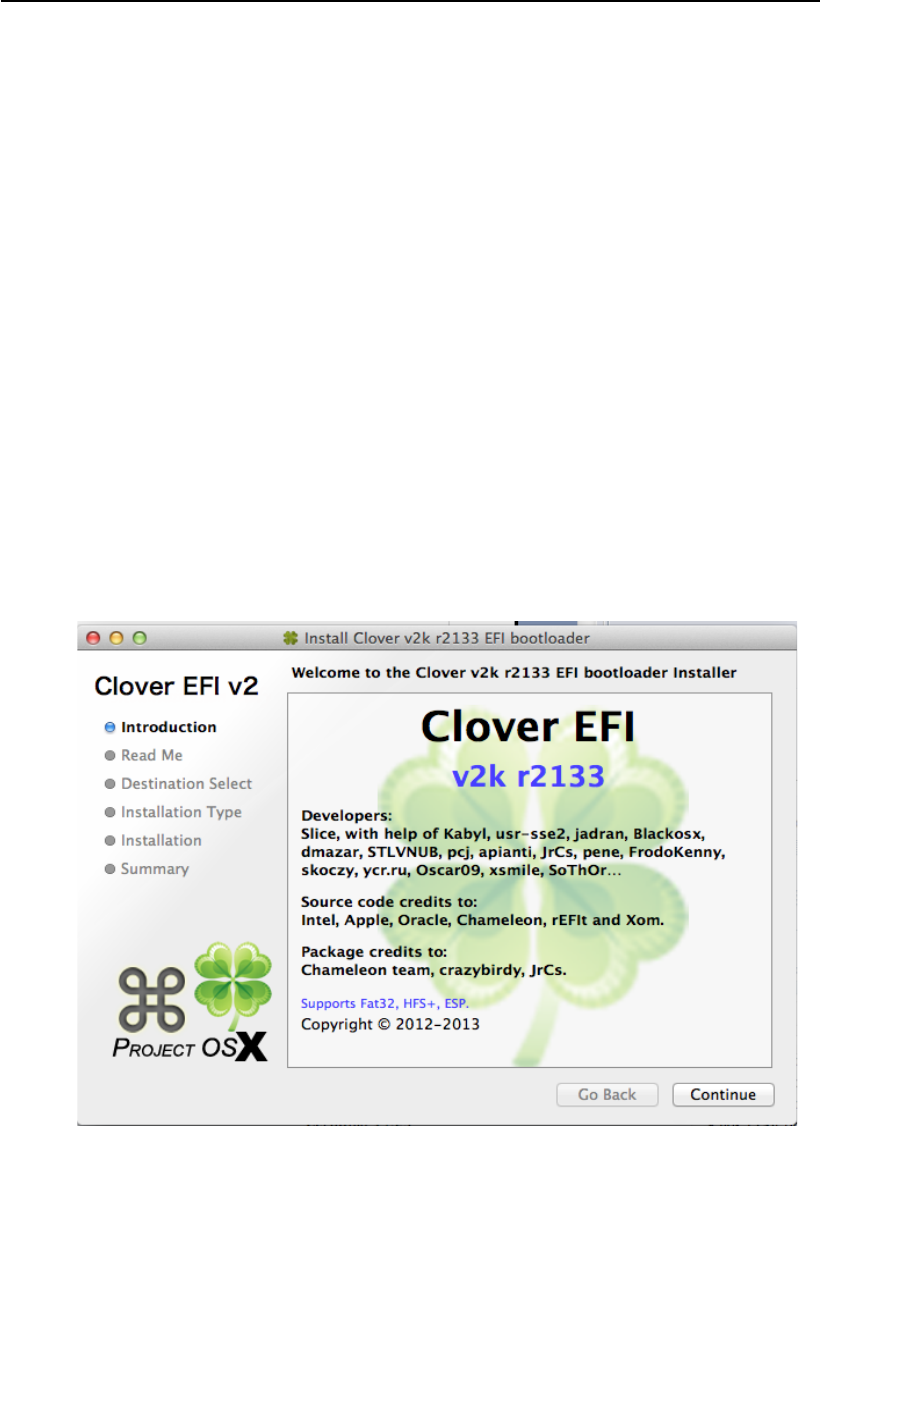 Install Clover v2k r2133 EFI bootloader
Clover EFI v2
Introduction
Read Me
Destination Select
Installation Type
Installation
Summary
PROJECT OSX
Welcome to the Clover v2k r2133 EFI bootloader Installer
Clover EFI
v2k r2133
Developers:
Slice, with help of Kabyl, usr-sse2, jadran, Blackosx,
dmazar, STLVNUB, pcj, apianti, JrCs, pene, FrodoKenny,
skoczy, ycr.ru, Oscar09, xsmile, SoThOr...
Source code credits to:
Intel, Apple, Oracle, Chameleon, rEFIt and Xom.
Package credits to:
Chameleon team, crazybirdy, JrCs.
Supports Fat32, HFS+, ESP.
Copyright © 2012-2013
Go Back
Continue